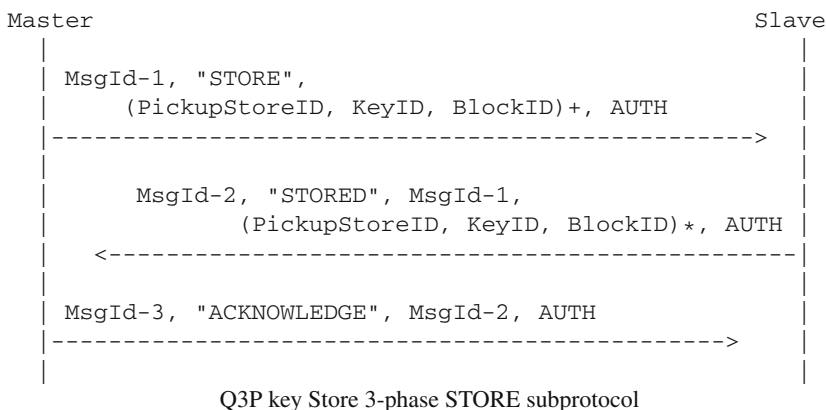 Master Slave
MsgId-1, "STORE",
(PickupStoreID, KeyID, BlockID)+, AUTH
MsgId-2, "STORED", MsgId-1,
(PickupStoreID, KeyID, BlockID)*, AUTH
MsgId-3, "ACKNOWLEDGE", MsgId-2, AUTH
Q3P key Store 3-phase STORE subprotocol